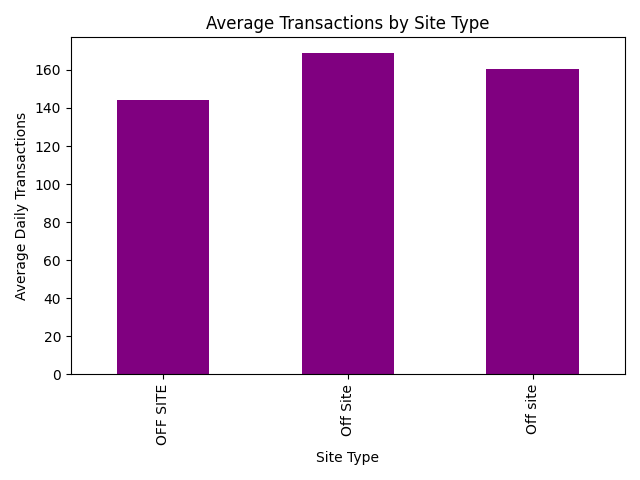 Average Transactions by Site Type
Average Daily Transactions
160
140
120
100
80
60
40
20
0
OFF SITE
Off Site
Off site
Site Type